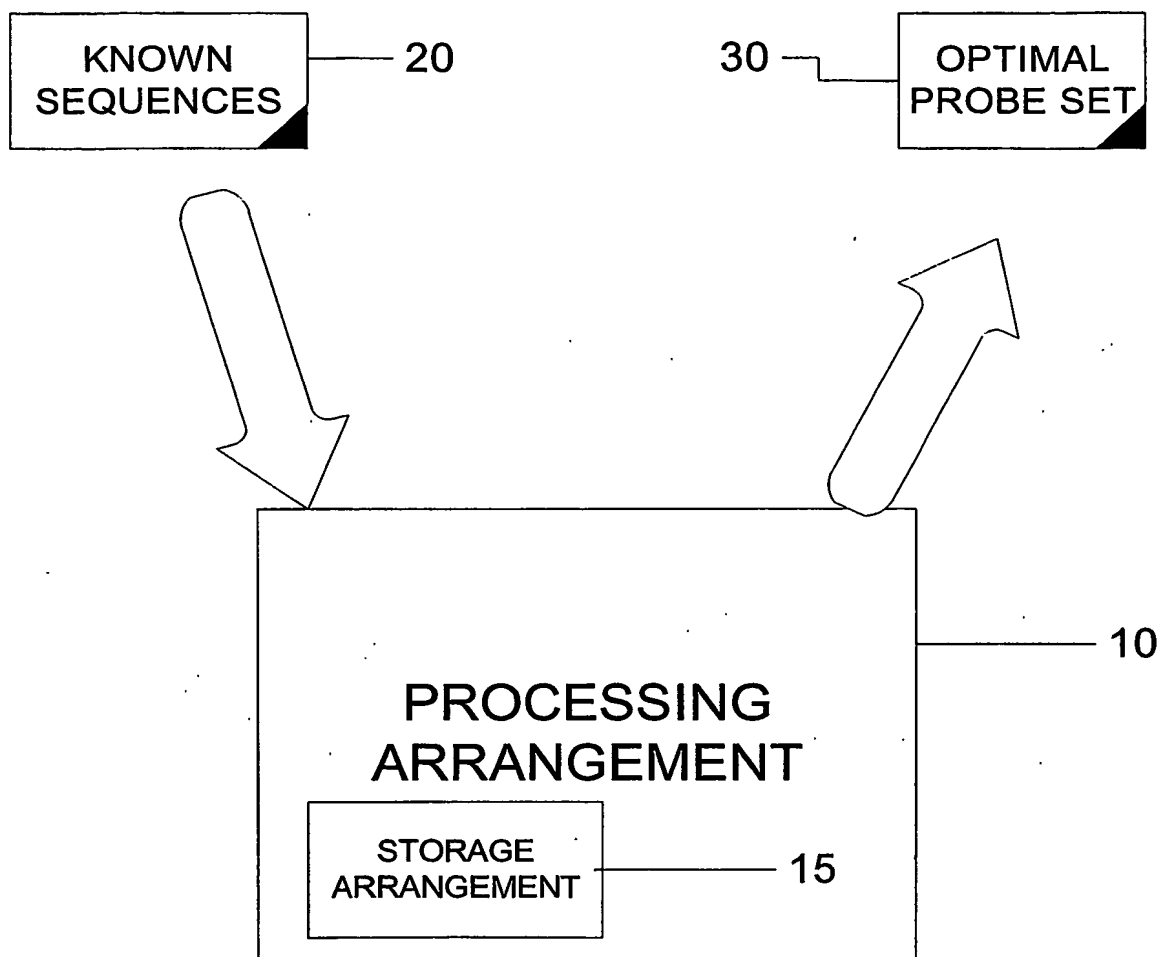 KNOWN
SEQUENCES
20
30
OPTIMAL
PROBE SET
10
PROCESSING
ARRANGEMENT
STORAGE
ARRANGEMENT
15